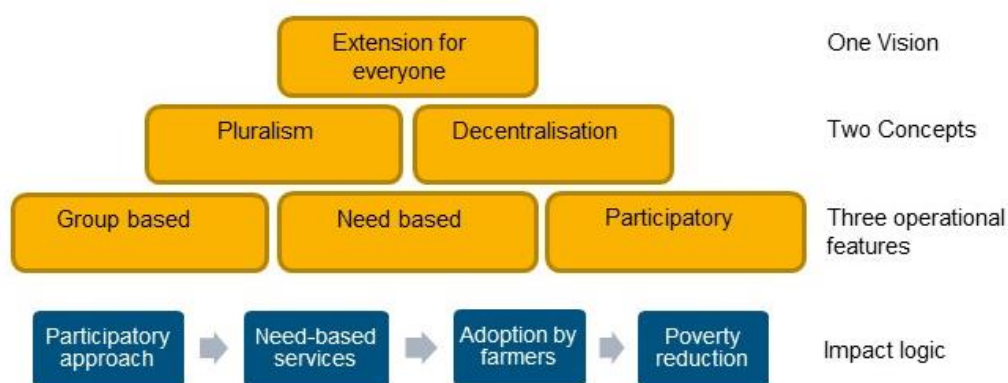 Extension for
everyone
One Vision
Pluralism
Decentralisation
Two Concepts
Group based
Need based
Participatory
Three operational
features
Participatory
approach
Need-based
services
Adoption by
farmers
Poverty
reduction
Impact logic